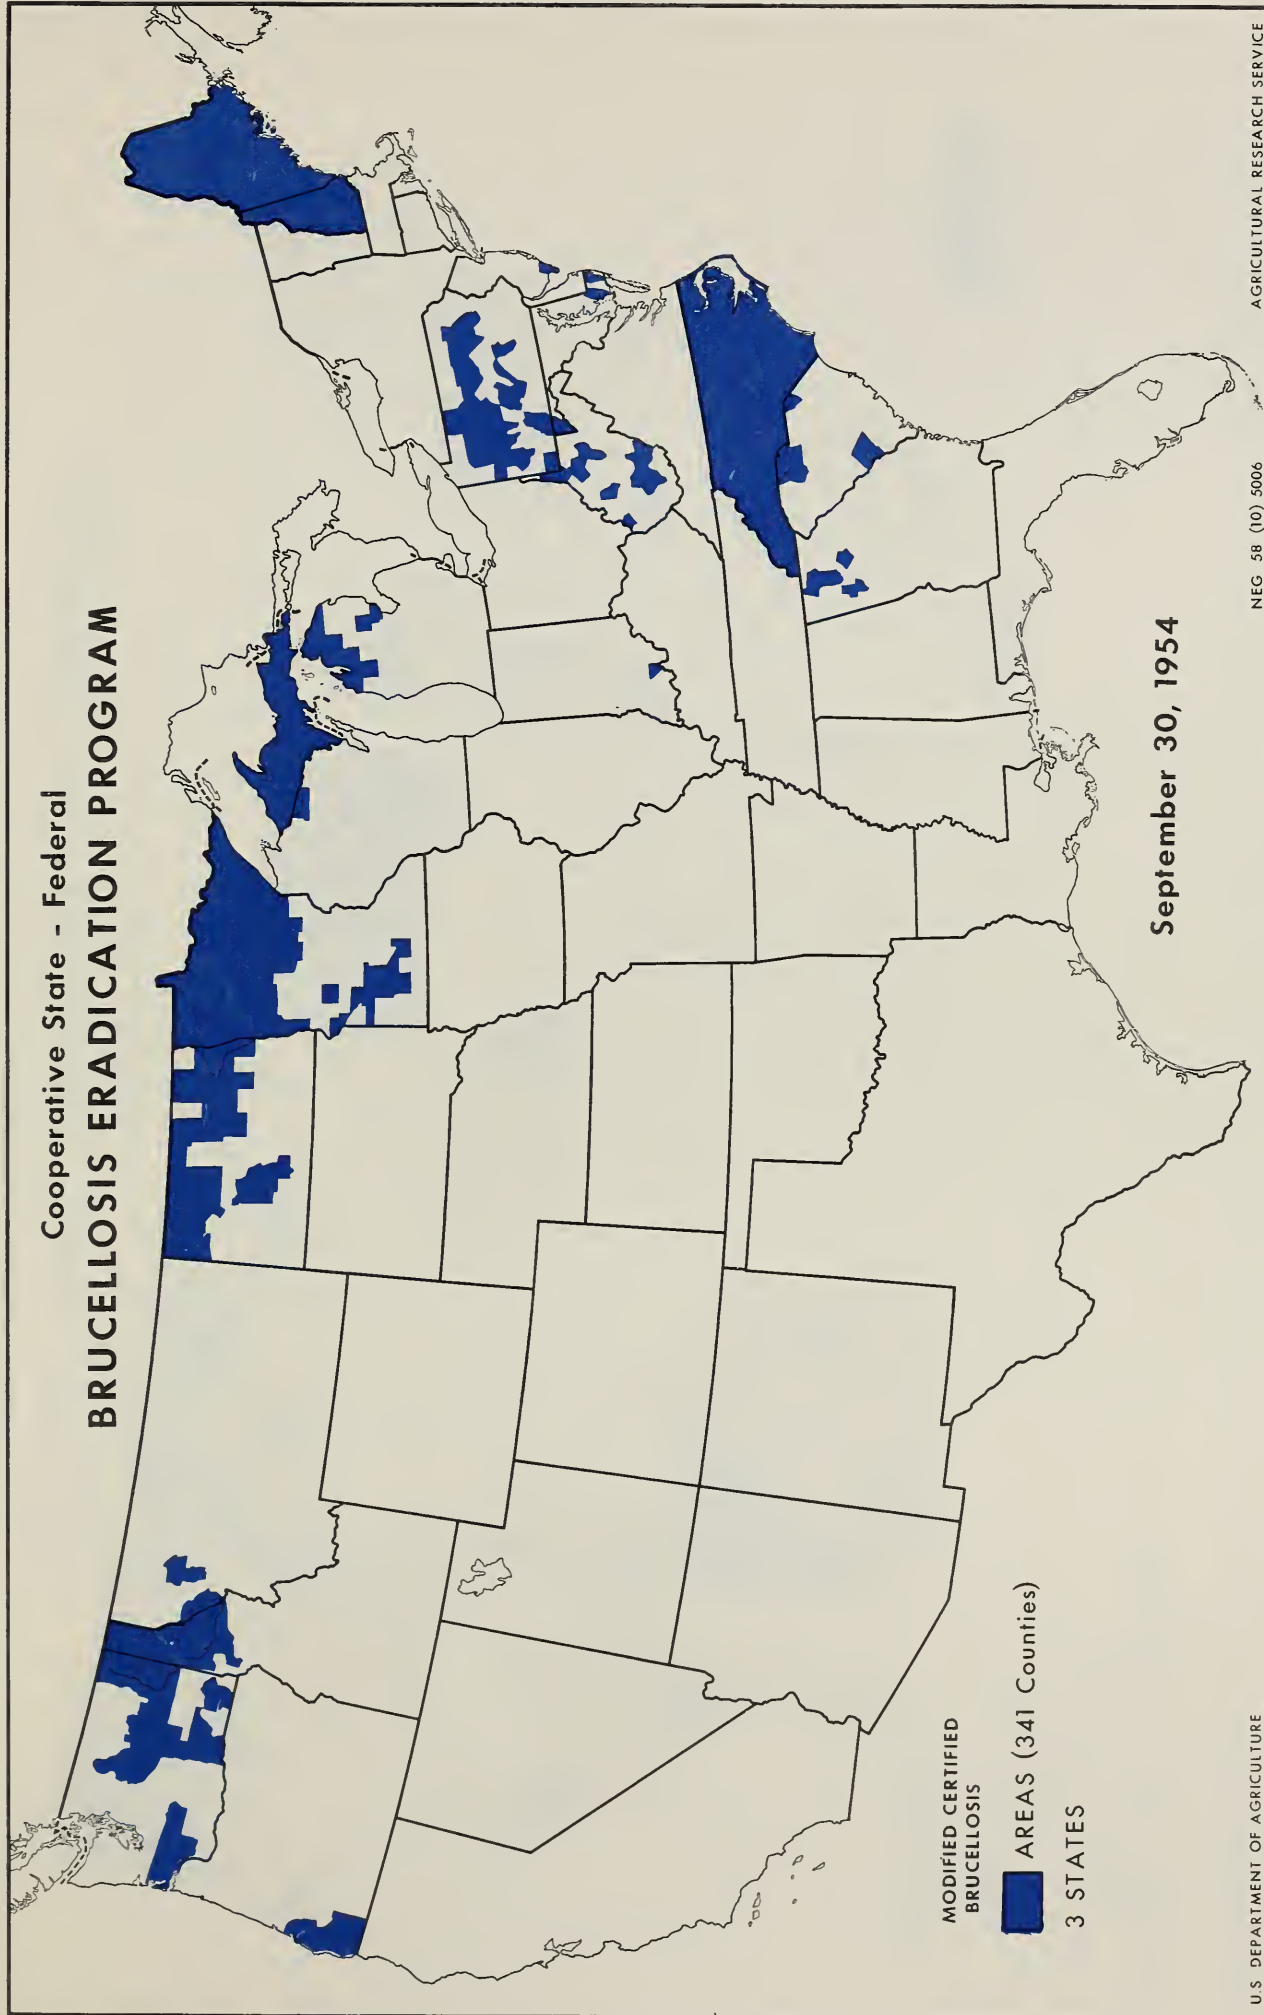 Cooperative State - Federal
BRUCELLOSIS ERADICATION PROGRAM
September 30, 1954
MODIFIED CERTIFIED
BRUCELLOSIS
AREAS (341 Counties)
3 STATES
U.S DEPARTMENT OF AGRICULTURE
NEG 58 (10) 5006
AGRICULTURAL RESEARCH SERVICE